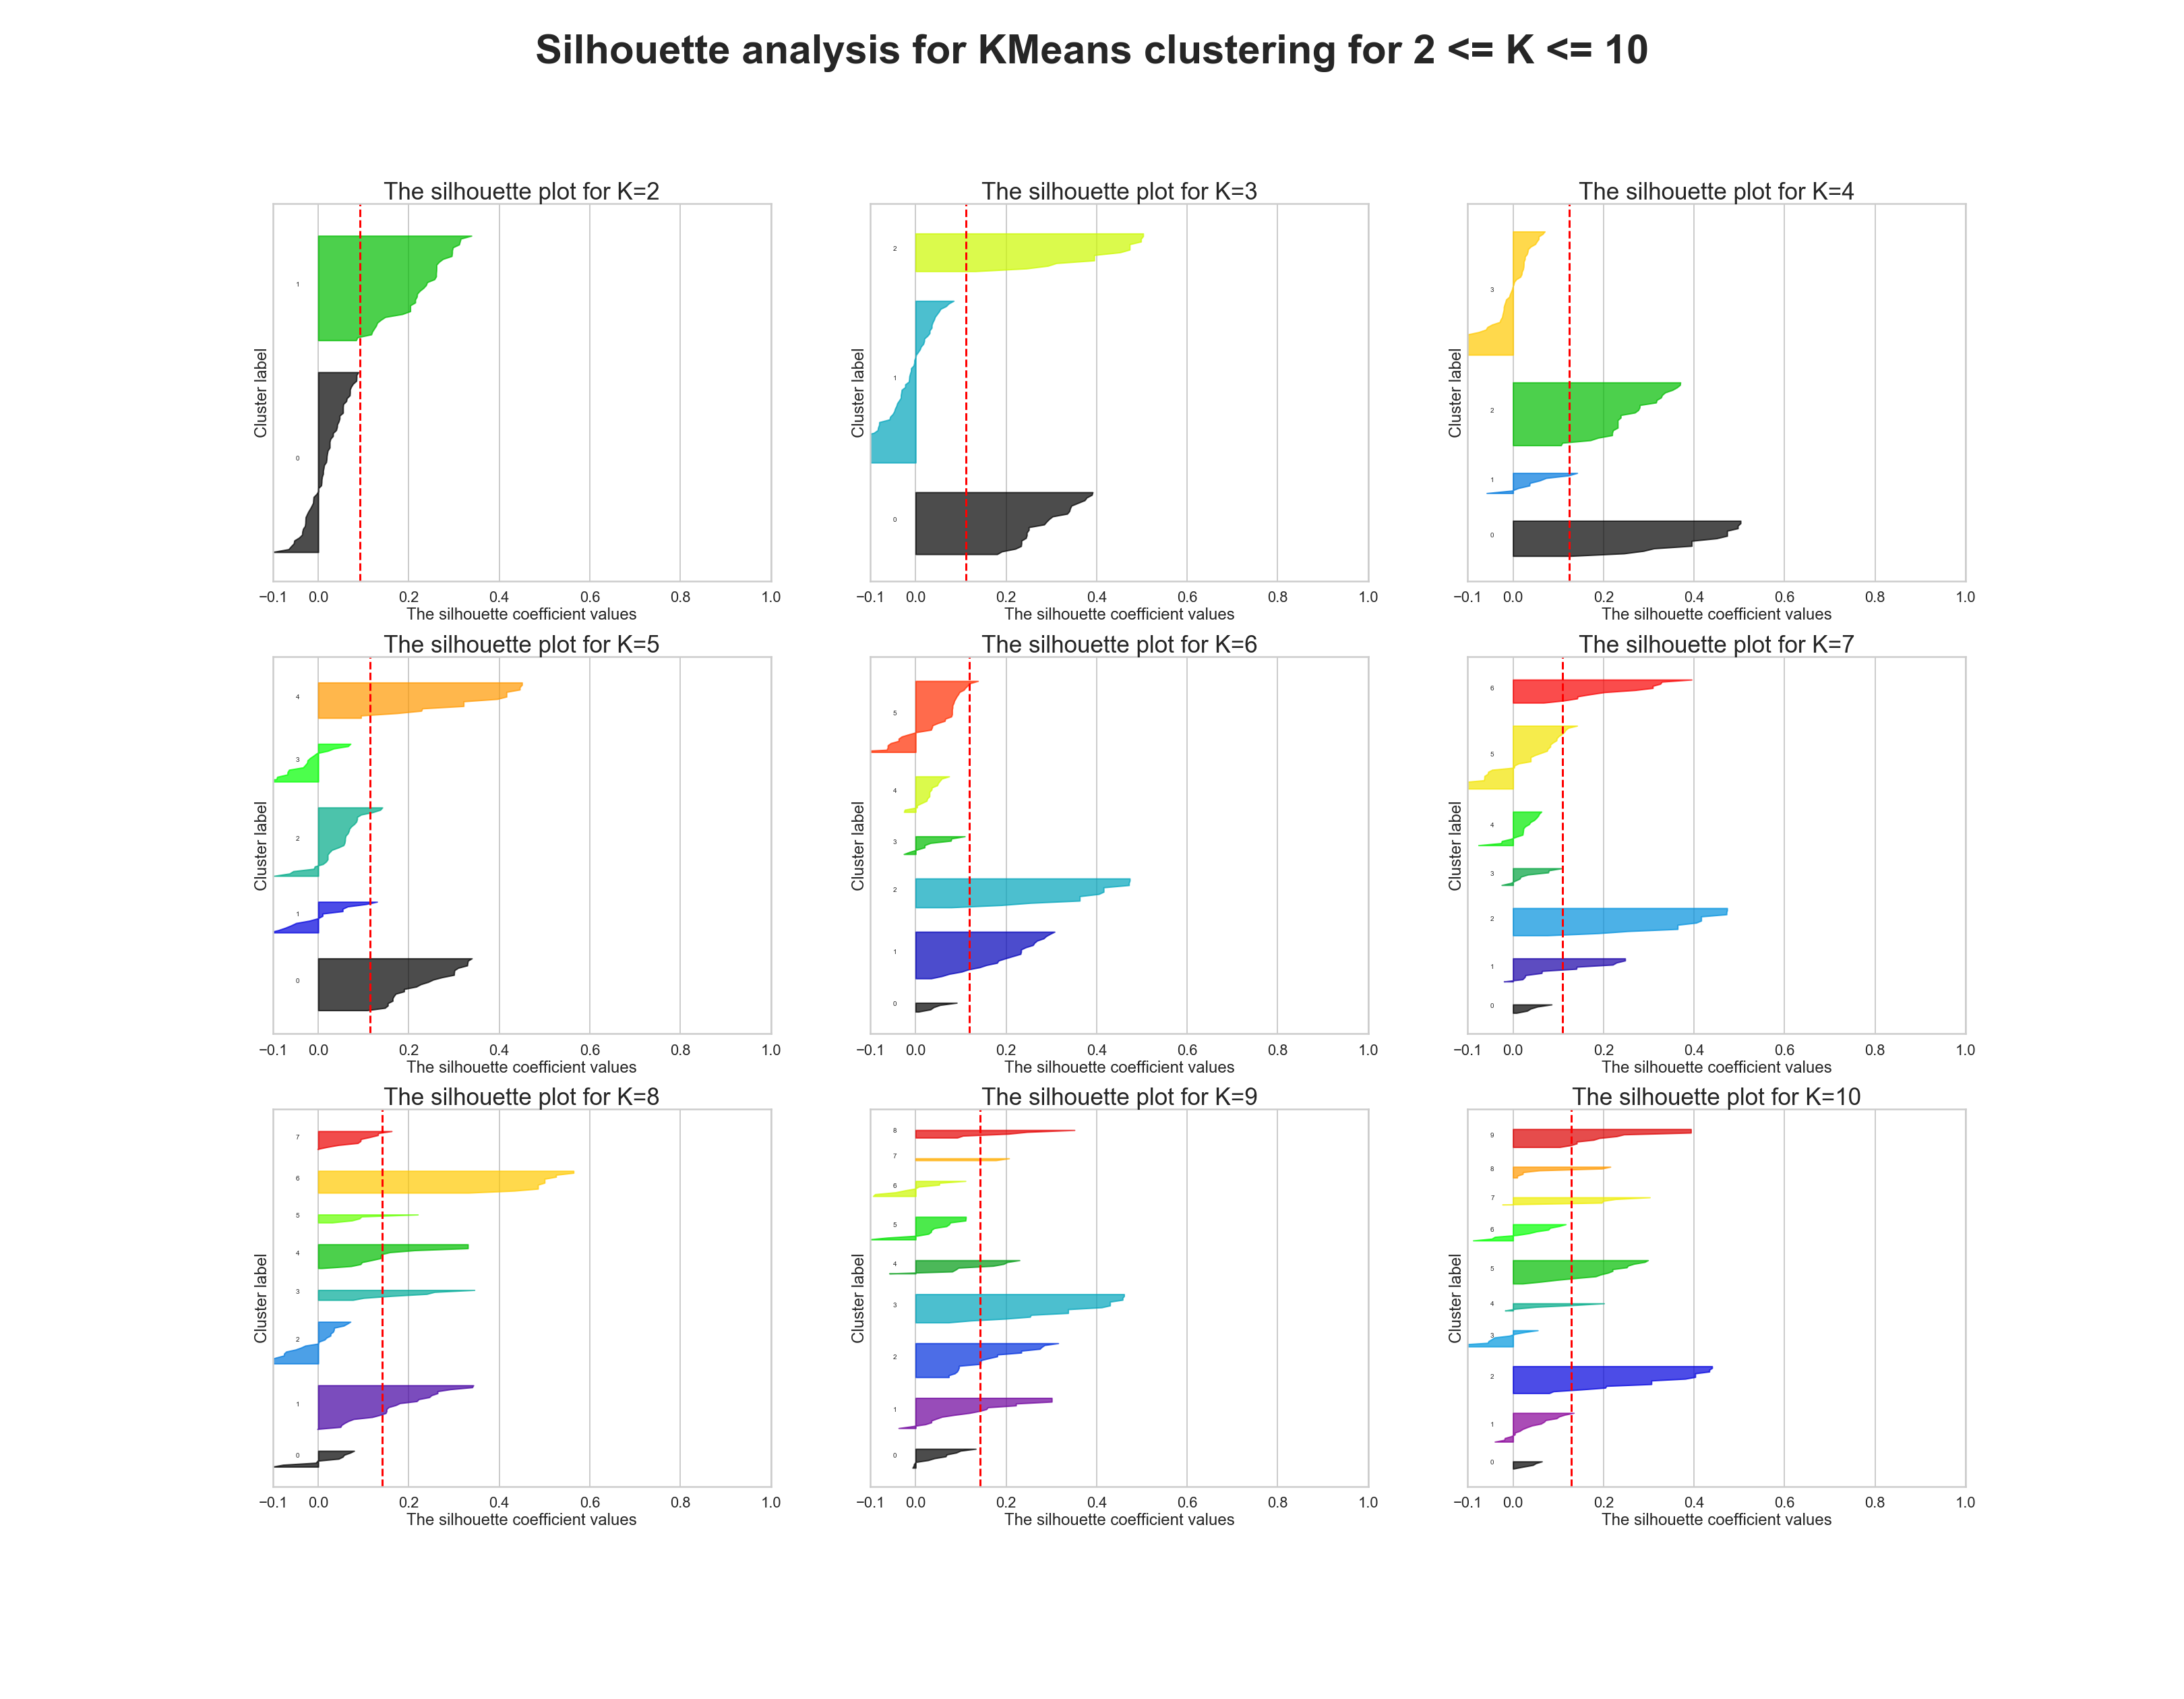 Silhouette analysis for KMeans clustering for 2 <= K <= 10
The silhouette plot for K=2
Cluster label
1
0
−0.1 0.0 0.2 0.4 0.6 0.8 1.0
The silhouette coefficient values
The silhouette plot for K=3
Cluster label
2
1
0
−0.1 0.0 0.2 0.4 0.6 0.8 1.0
The silhouette coefficient values
The silhouette plot for K=4
Cluster label
3
2
1
0
−0.1 0.0 0.2 0.4 0.6 0.8 1.0
The silhouette coefficient values
The silhouette plot for K=5
Cluster label
4
3
2
1
0
−0.1 0.0 0.2 0.4 0.6 0.8 1.0
The silhouette coefficient values
The silhouette plot for K=6
Cluster label
5
4
3
2
1
0
−0.1 0.0 0.2 0.4 0.6 0.8 1.0
The silhouette coefficient values
The silhouette plot for K=7
Cluster label
6
5
4
3
2
1
0
−0.1 0.0 0.2 0.4 0.6 0.8 1.0
The silhouette coefficient values
The silhouette plot for K=8
Cluster label
7
6
5
4
3
2
1
0
−0.1 0.0 0.2 0.4 0.6 0.8 1.0
The silhouette coefficient values
The silhouette plot for K=9
Cluster label
8
7
6
5
4
3
2
1
0
−0.1 0.0 0.2 0.4 0.6 0.8 1.0
The silhouette coefficient values
The silhouette plot for K=10
Cluster label
9
8
7
6
5
4
3
2
1
0
−0.1 0.0 0.2 0.4 0.6 0.8 1.0
The silhouette coefficient values